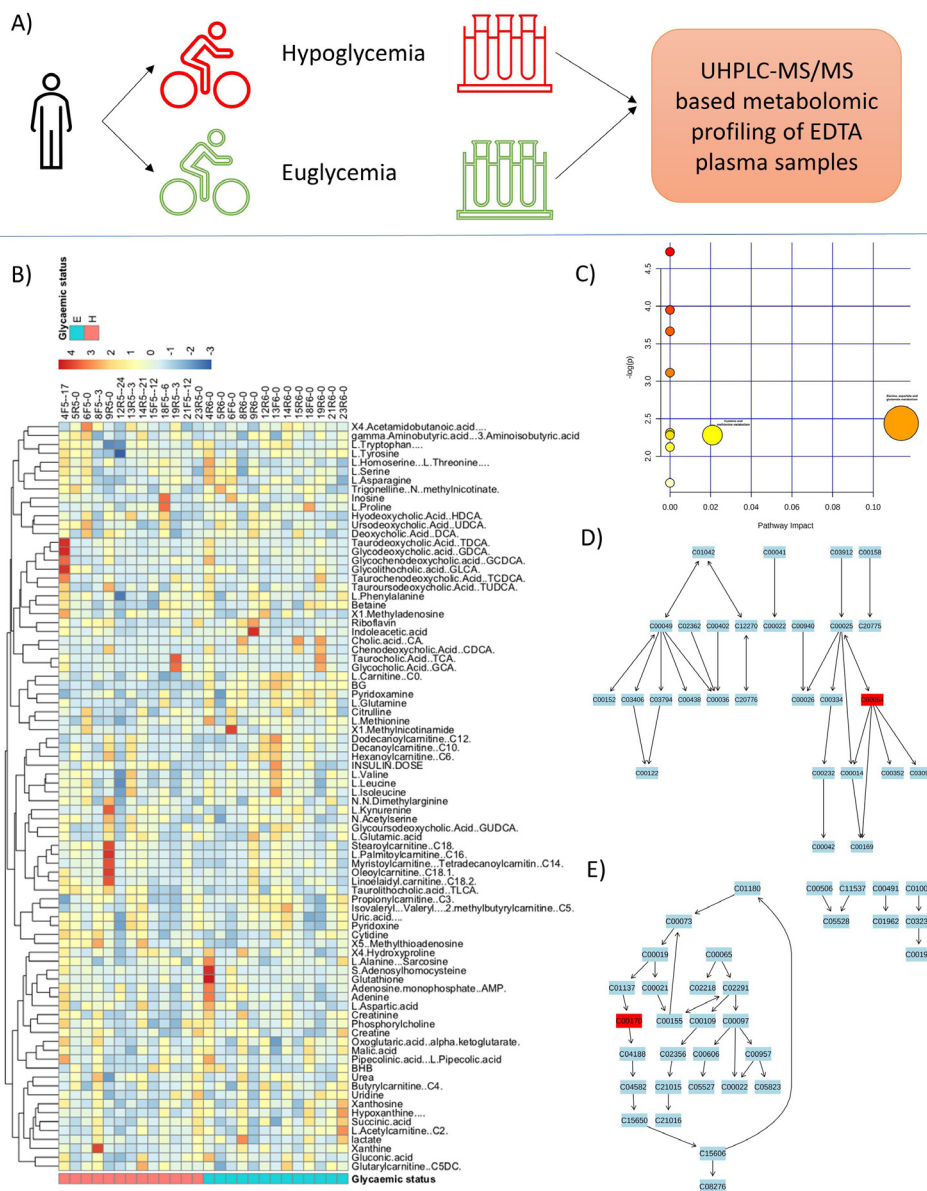 A)
Hypoglycemia
Euglycemia
UHPLC-MS/MS
based metabolomic
profiling of EDTA
plasma samples
B)
Glycaemic status
E
H
4
3
2
1
0
-1
-2
-3
4F5--17
5R5-0
6F5-0
8F5--3
9R5-0
12R5--24
13R5--3
14R5--21
15F5--12
18F5--6
19R5--3
21F5--12
23R5-0
4R6-0
5R6-0
6F6-0
8R6-0
9R6-0
12R6-0
13F6-0
14R6-0
15R6-0
18F6-0
19R6-0
21R6-0
23R6-0
X4.Acetamidobutanoic.acid....
gamma.Aminobutyric.acid...3.Aminoisobutyric.acid
L.Tryptophan....
L.Tyrosine
L.Homoserine...L.Threonine....
L.Serine
L.Asparagine
Trigonelline..N..methylnicotinate.
Inosine
L.Proline
Hyodeoxycholic.Acid..HDCA.
Ursodeoxycholic.Acid..UDCA.
Deoxycholic.Acid..DCA.
Taurodeoxycholic.Acid..TDCA.
Glycodeoxycholic.acid..GDCA.
Glycochenodeoxycholic.acid..GCDCA.
Glycolithocholic.acid..GLCA.
Taurochenodeoxycholic.Acid..TCDCA.
Tauroursodeoxycholic.Acid..TUDCA.
L.Phenylalanine
Betaine
X1.Methyladenosine
Riboflavin
Indoleacetic.acid
Cholic.acid..CA.
Chenodeoxycholic.Acid..CDCA.
Taurocholic.Acid..TCA.
Glycocholic.Acid..GCA.
L.Carnitine..C0.
BG
Pyridoxamine
L.Glutamine
Citrulline
L.Methionine
X1.Methylnicotinamide
Dodecanoylcarnitine..C12.
Decanoylcarnitine..C10.
Hexanoylcarnitine..C6.
INSULIN.DOSE
L.Valine
L.Leucine
L.Isoleucine
N.N.Dimethylarginine
L.Kynurenine
N.Acetylserine
Glycoursodeoxycholic.Acid..GUDCA.
L.Glutamic.acid
Stearoylcarnitine..C18.
L.Palmitoylcarnitine..C16.
Myristoylcarnitine...Tetradecanoylcarnitin..C14.
Oleoylcarnitine..C18.1.
Linoelaidyl.carnitine..C18.2.
Taurolithocholic.acid..TLCA.
Propionylcarnitine..C3.
Isovaleryl...Valeryl....2.methylbutyrylcarnitine..C5.
Uric.acid....
Pyridoxine
Cytidine
X5..Methylthioadenosine
X4.Hydroxyproline
L.Alanine...Sarcosine
S.Adenosylhomocysteine
Glutathione
Adenosine.monophosphate..AMP.
Adenine
L.Aspartic.acid
Creatinine
Phosphorylcholine
Creatine
Oxoglutaric.acid...alpha.ketoglutarate.
Malic.acid
Pipecolinic.acid...L.Pipecolic.acid
BHB
Urea
Butyrylcarnitine..C4.
Uridine
Xanthosine
Hypoxanthine....
Succinic.acid
L.Acetylcarnitine..C2.
lactate
Xanthine
Gluconic.acid
Glutarylcarnitine..C5DC.
Glycaemic status
C)
-log(p)
4.5
4.0
3.5
3.0
2.5
2.0
Alanine, aspartate and
glutamate metabolism
Cysteine and
methionine metabolism
0.00
0.02
0.04
0.06
0.08
0.10
Pathway Impact
D)
C01042
C00041
C03912
C00158
C00049
C02362
C00402
C12270
C00022
C00940
C00025
C20775
C00152
C03406
C03794
C00438
C00036
C20776
C00026
C00334
C00064
C00122
C00232
C00014
C00352
C0309
C00042
C00169
E)
C01180
C00506
C11537
C00491
C0100
C00073
C05528
C01962
C0323
C00019
C00065
C0019
C01137
C00021
C02218
C02291
C00170
C00155
C00109
C00097
C04188
C02356
C00606
C00957
C04582
C21015
C05527
C00022
C05823
C15650
C21016
C15606
C08276